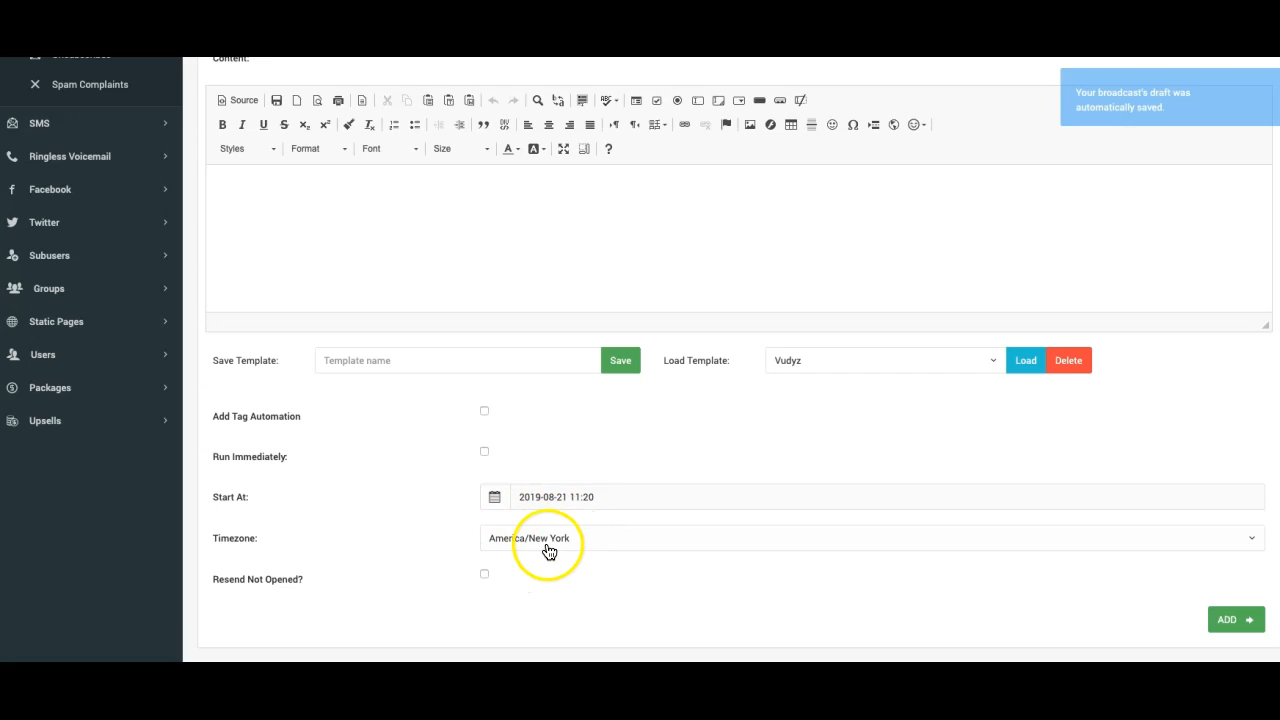 Content:
Spam Complaints
SMS
Ringless Voicemail
Facebook
Twitter
Subusers
Groups
Static Pages
Users
Packages
Upsells
Your broadcast's draft was
automatically saved.
Source
Styles Format Font Size
Save Template: Template name Save Load Template: Vudyz Load Delete
Add Tag Automation
Run Immediately:
Start At: 2019-08-21 11:20
Timezone: America/New York
Resend Not Opened?
ADD